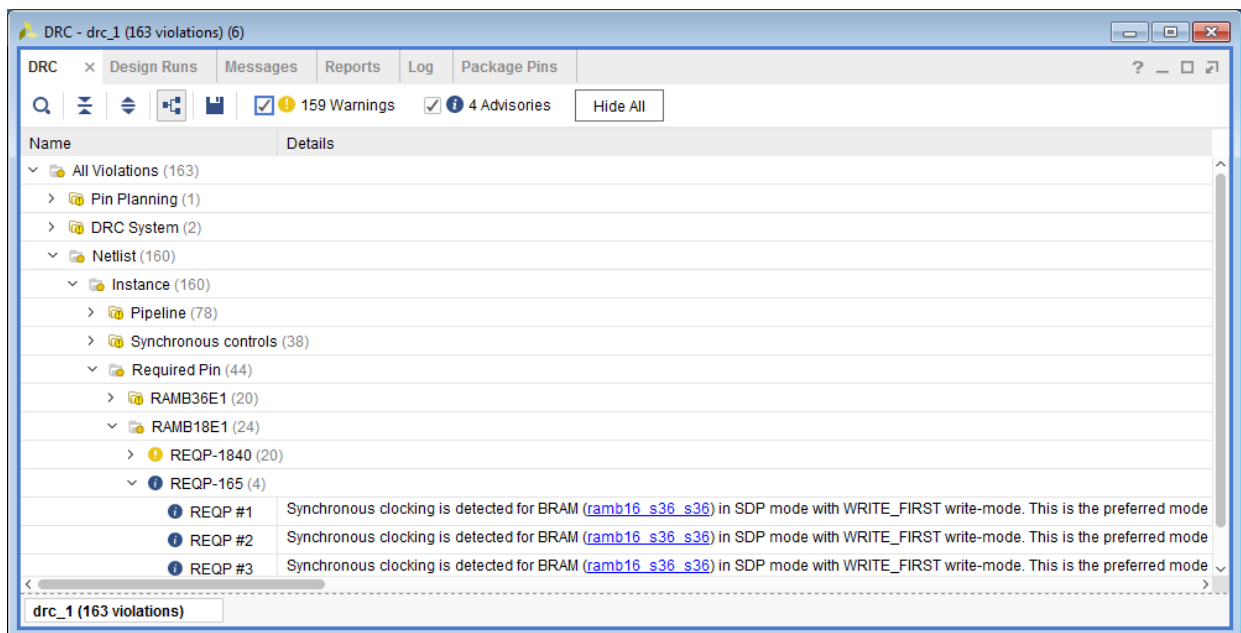 DRC - drc_1 (163 violations) (6)
DRC × Design Runs Messages Reports Log Package Pins ?
159 Warnings 4 Advisories Hide All
Name Details
All Violations (163)
Pin Planning (1)
DRC System (2)
Netlist (160)
Instance (160)
Pipeline (78)
Synchronous controls (38)
Required Pin (44)
RAMB36E1 (20)
RAMB18E1 (24)
REQP-1840 (20)
REQP-165 (4)
REQP #1 Synchronous clocking is detected for BRAM (ramb16_s36_s36) in SDP mode with WRITE_FIRST write-mode. This is the preferred mode
REQP #2 Synchronous clocking is detected for BRAM (ramb16_s36_s36) in SDP mode with WRITE_FIRST write-mode. This is the preferred mode
REQP #3 Synchronous clocking is detected for BRAM (ramb16_s36_s36) in SDP mode with WRITE_FIRST write-mode. This is the preferred mode
drc_1 (163 violations)